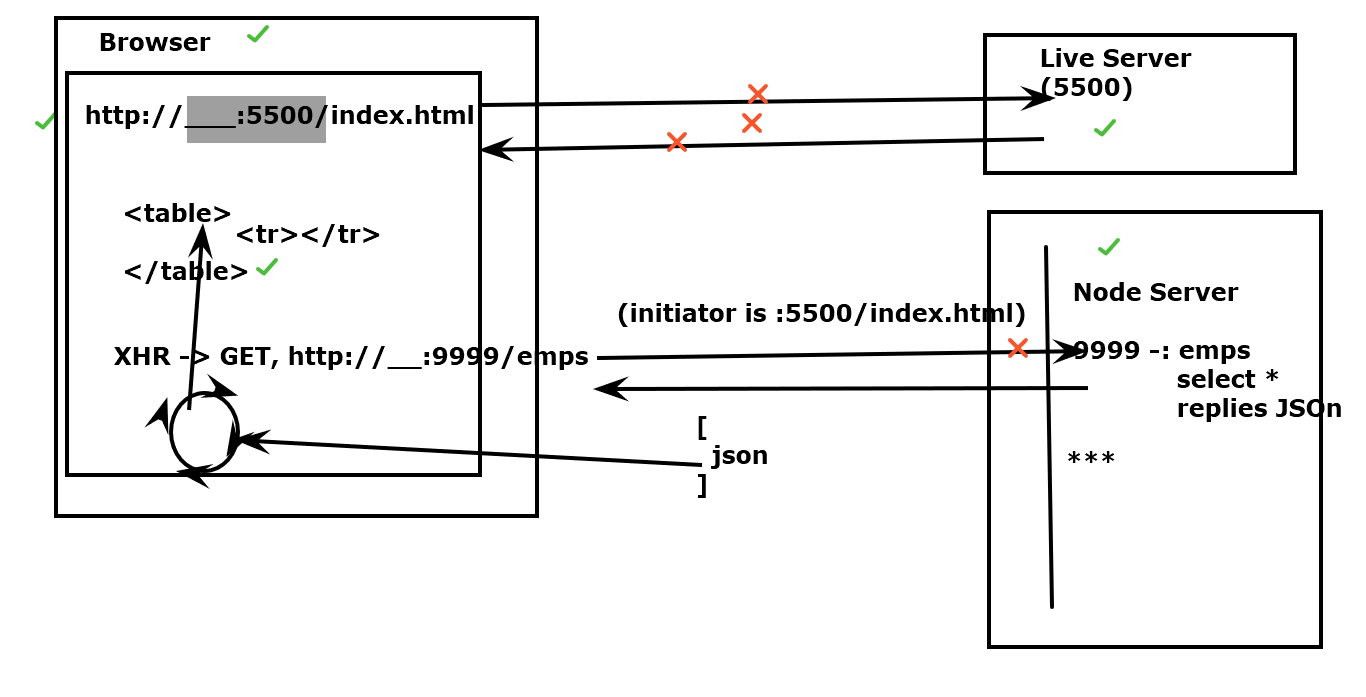 Browser
http://____:5500/index.html
<table>
<tr></tr>
</table>
XHR -> GET, http://___:9999/emps
Live Server
(5500)
(initiator is :5500/index.html)
Node Server
9999 -: emps
select *
replies JSOn
***
[
json
]